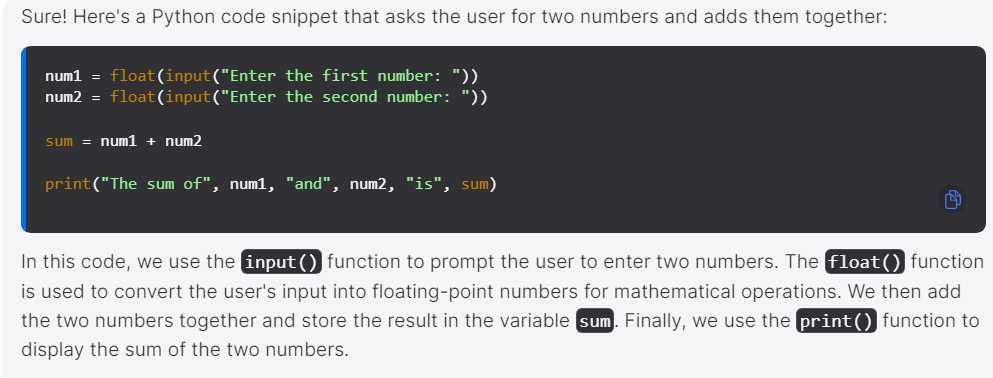 Sure! Here's a Python code snippet that asks the user for two numbers and adds them together:
num1 = float(input("Enter the first number: "))
num2 = float(input("Enter the second number: "))
sum = num1 + num2
print("The sum of", num1, "and", num2, "is", sum)
In this code, we use the input() function to prompt the user to enter two numbers. The float() function
is used to convert the user's input into floating-point numbers for mathematical operations. We then add
the two numbers together and store the result in the variable sum. Finally, we use the print() function to
display the sum of the two numbers.